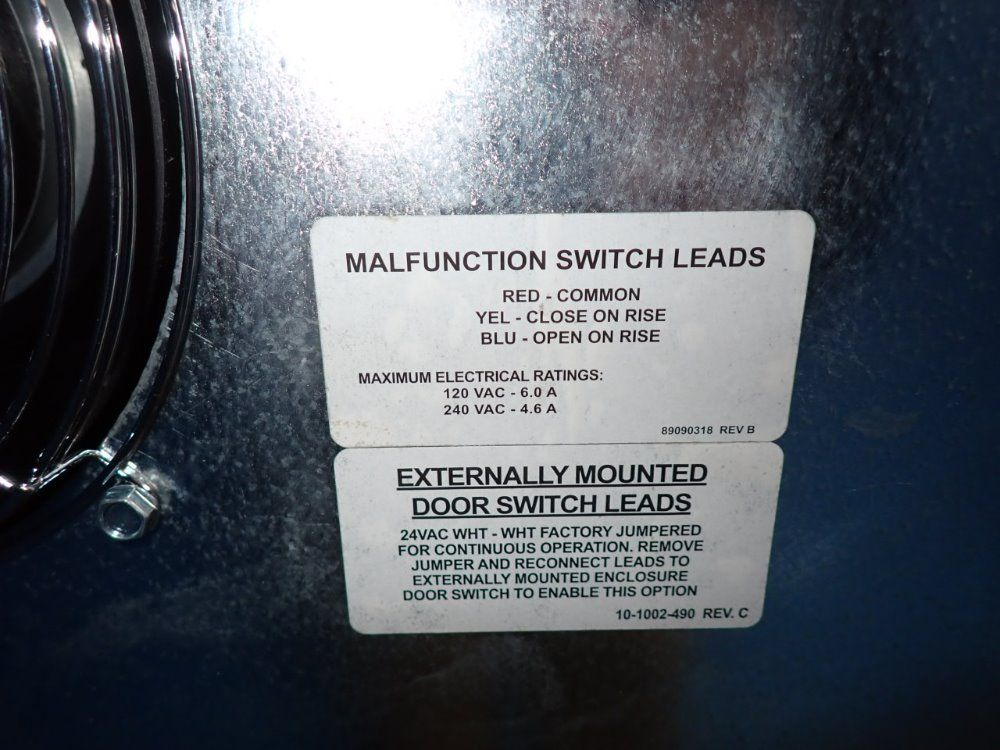 MALFUNCTION SWITCH LEADS
RED - COMMON
YEL - CLOSE ON RISE
BLU - OPEN ON RISE
MAXIMUM ELECTRICAL RATINGS:
120 VAC - 6.0 A
240 VAC - 4.6 A
89090318 REV B
EXTERNALLY MOUNTED
DOOR SWITCH LEADS
24VAC WHT - WHT FACTORY JUMPERED
FOR CONTINUOUS OPERATION. REMOVE
JUMPER AND RECONNECT LEADS TO
EXTERNALLY MOUNTED ENCLOSURE
DOOR SWITCH TO ENABLE THIS OPTION
10-1002-490 REV. C